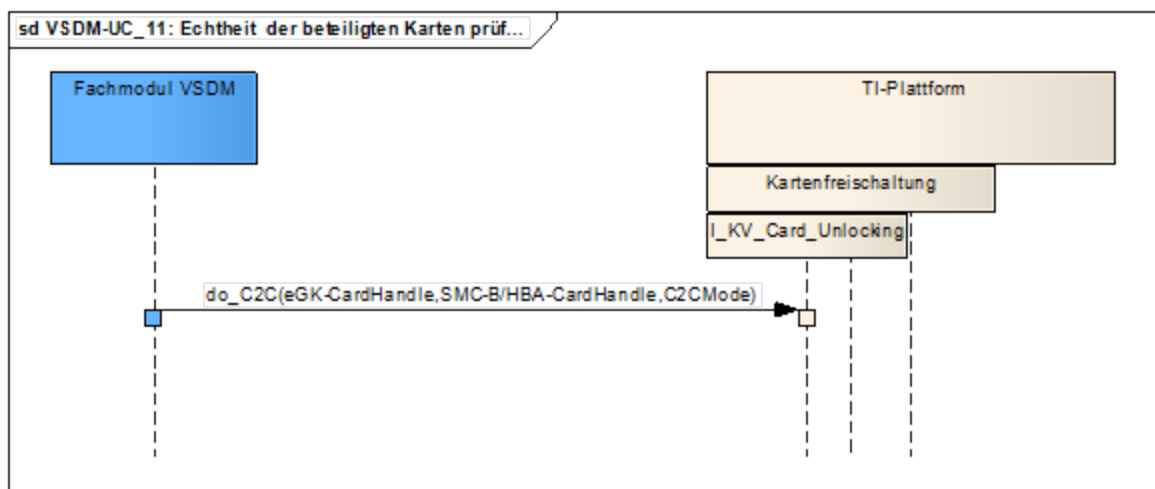 sd VSDM-UC_11: Echtheit der beteiligten Karten prüf...
Fachmodul VSDM
TI-Plattform
Kartenfreischaltung
I_KV_Card_Unlocking
do_C2C(eGK-CardHandle,SMC-B/HBA-CardHandle,C2CMode)